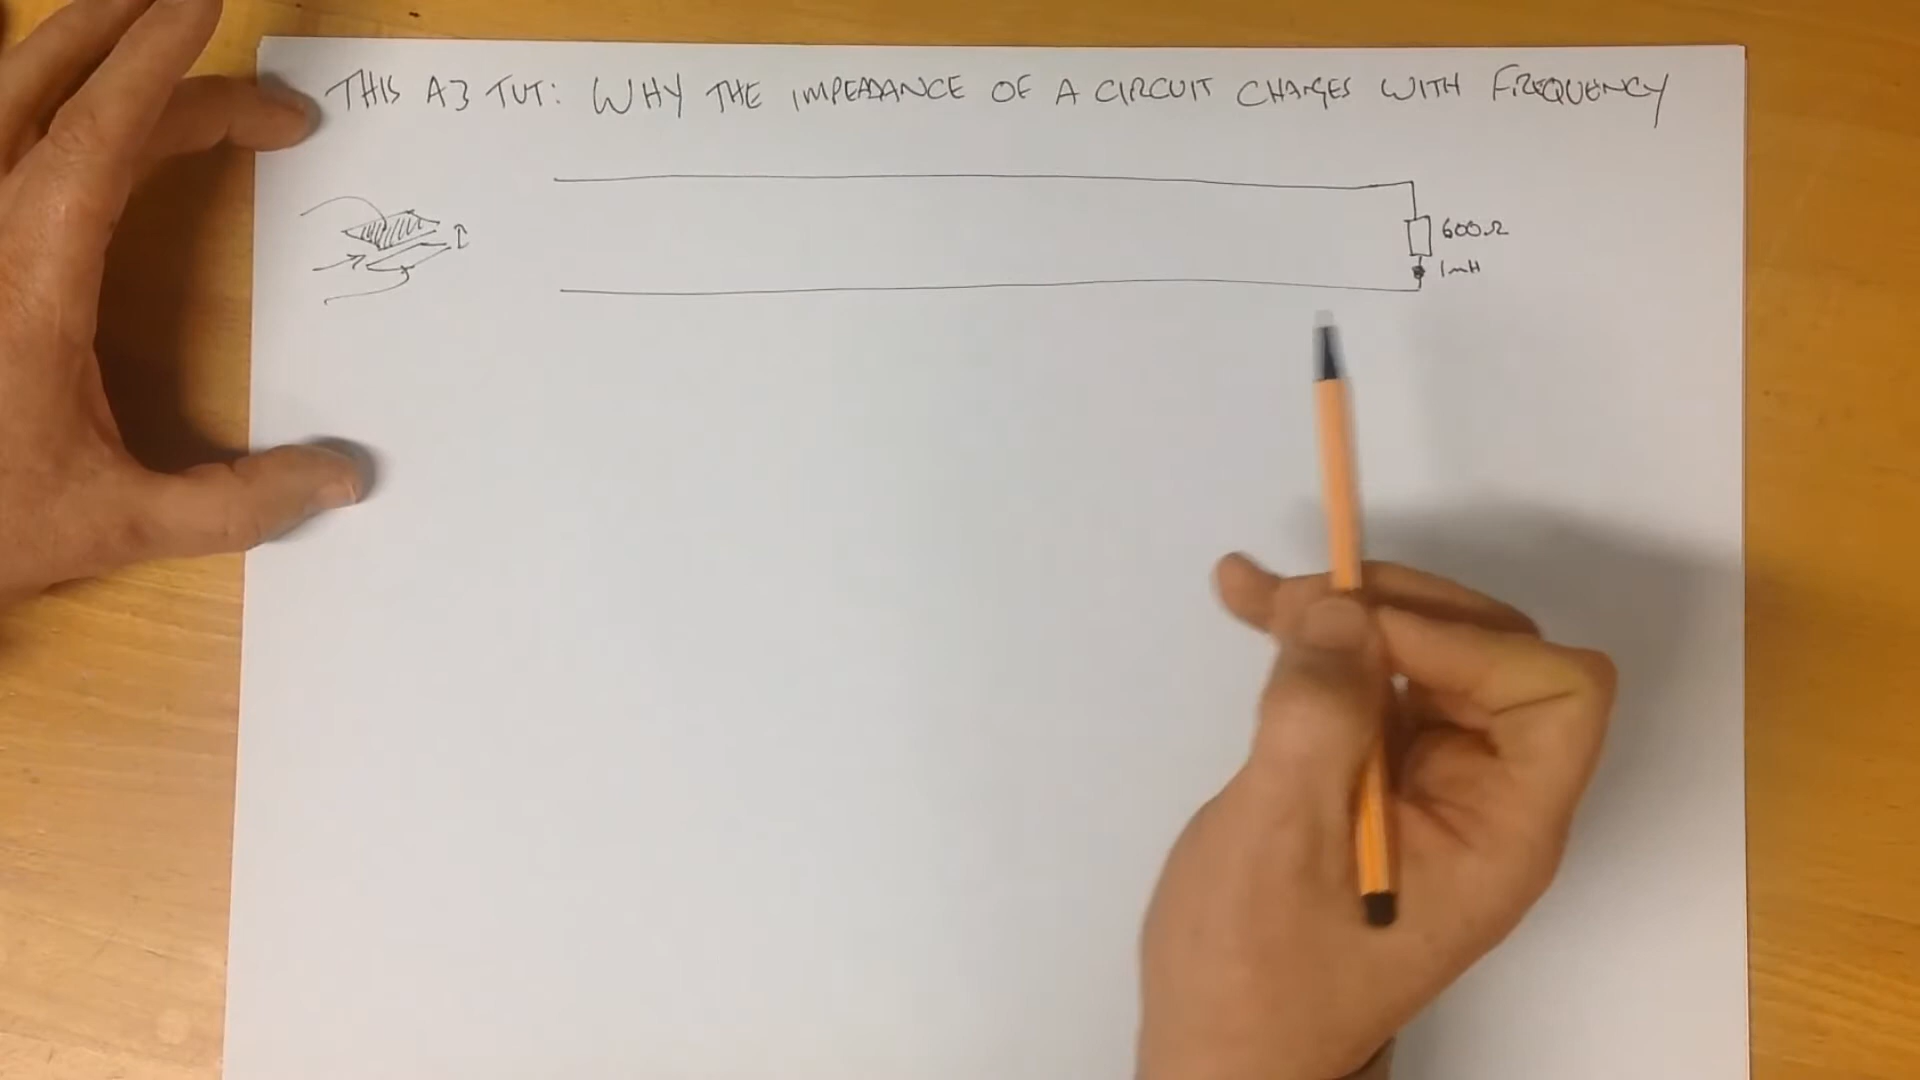 THIS A3 TUT: WHY THE IMPEDANCE OF A CIRCUIT CHANGES WITH FREQUENCY
600Ω
1mH